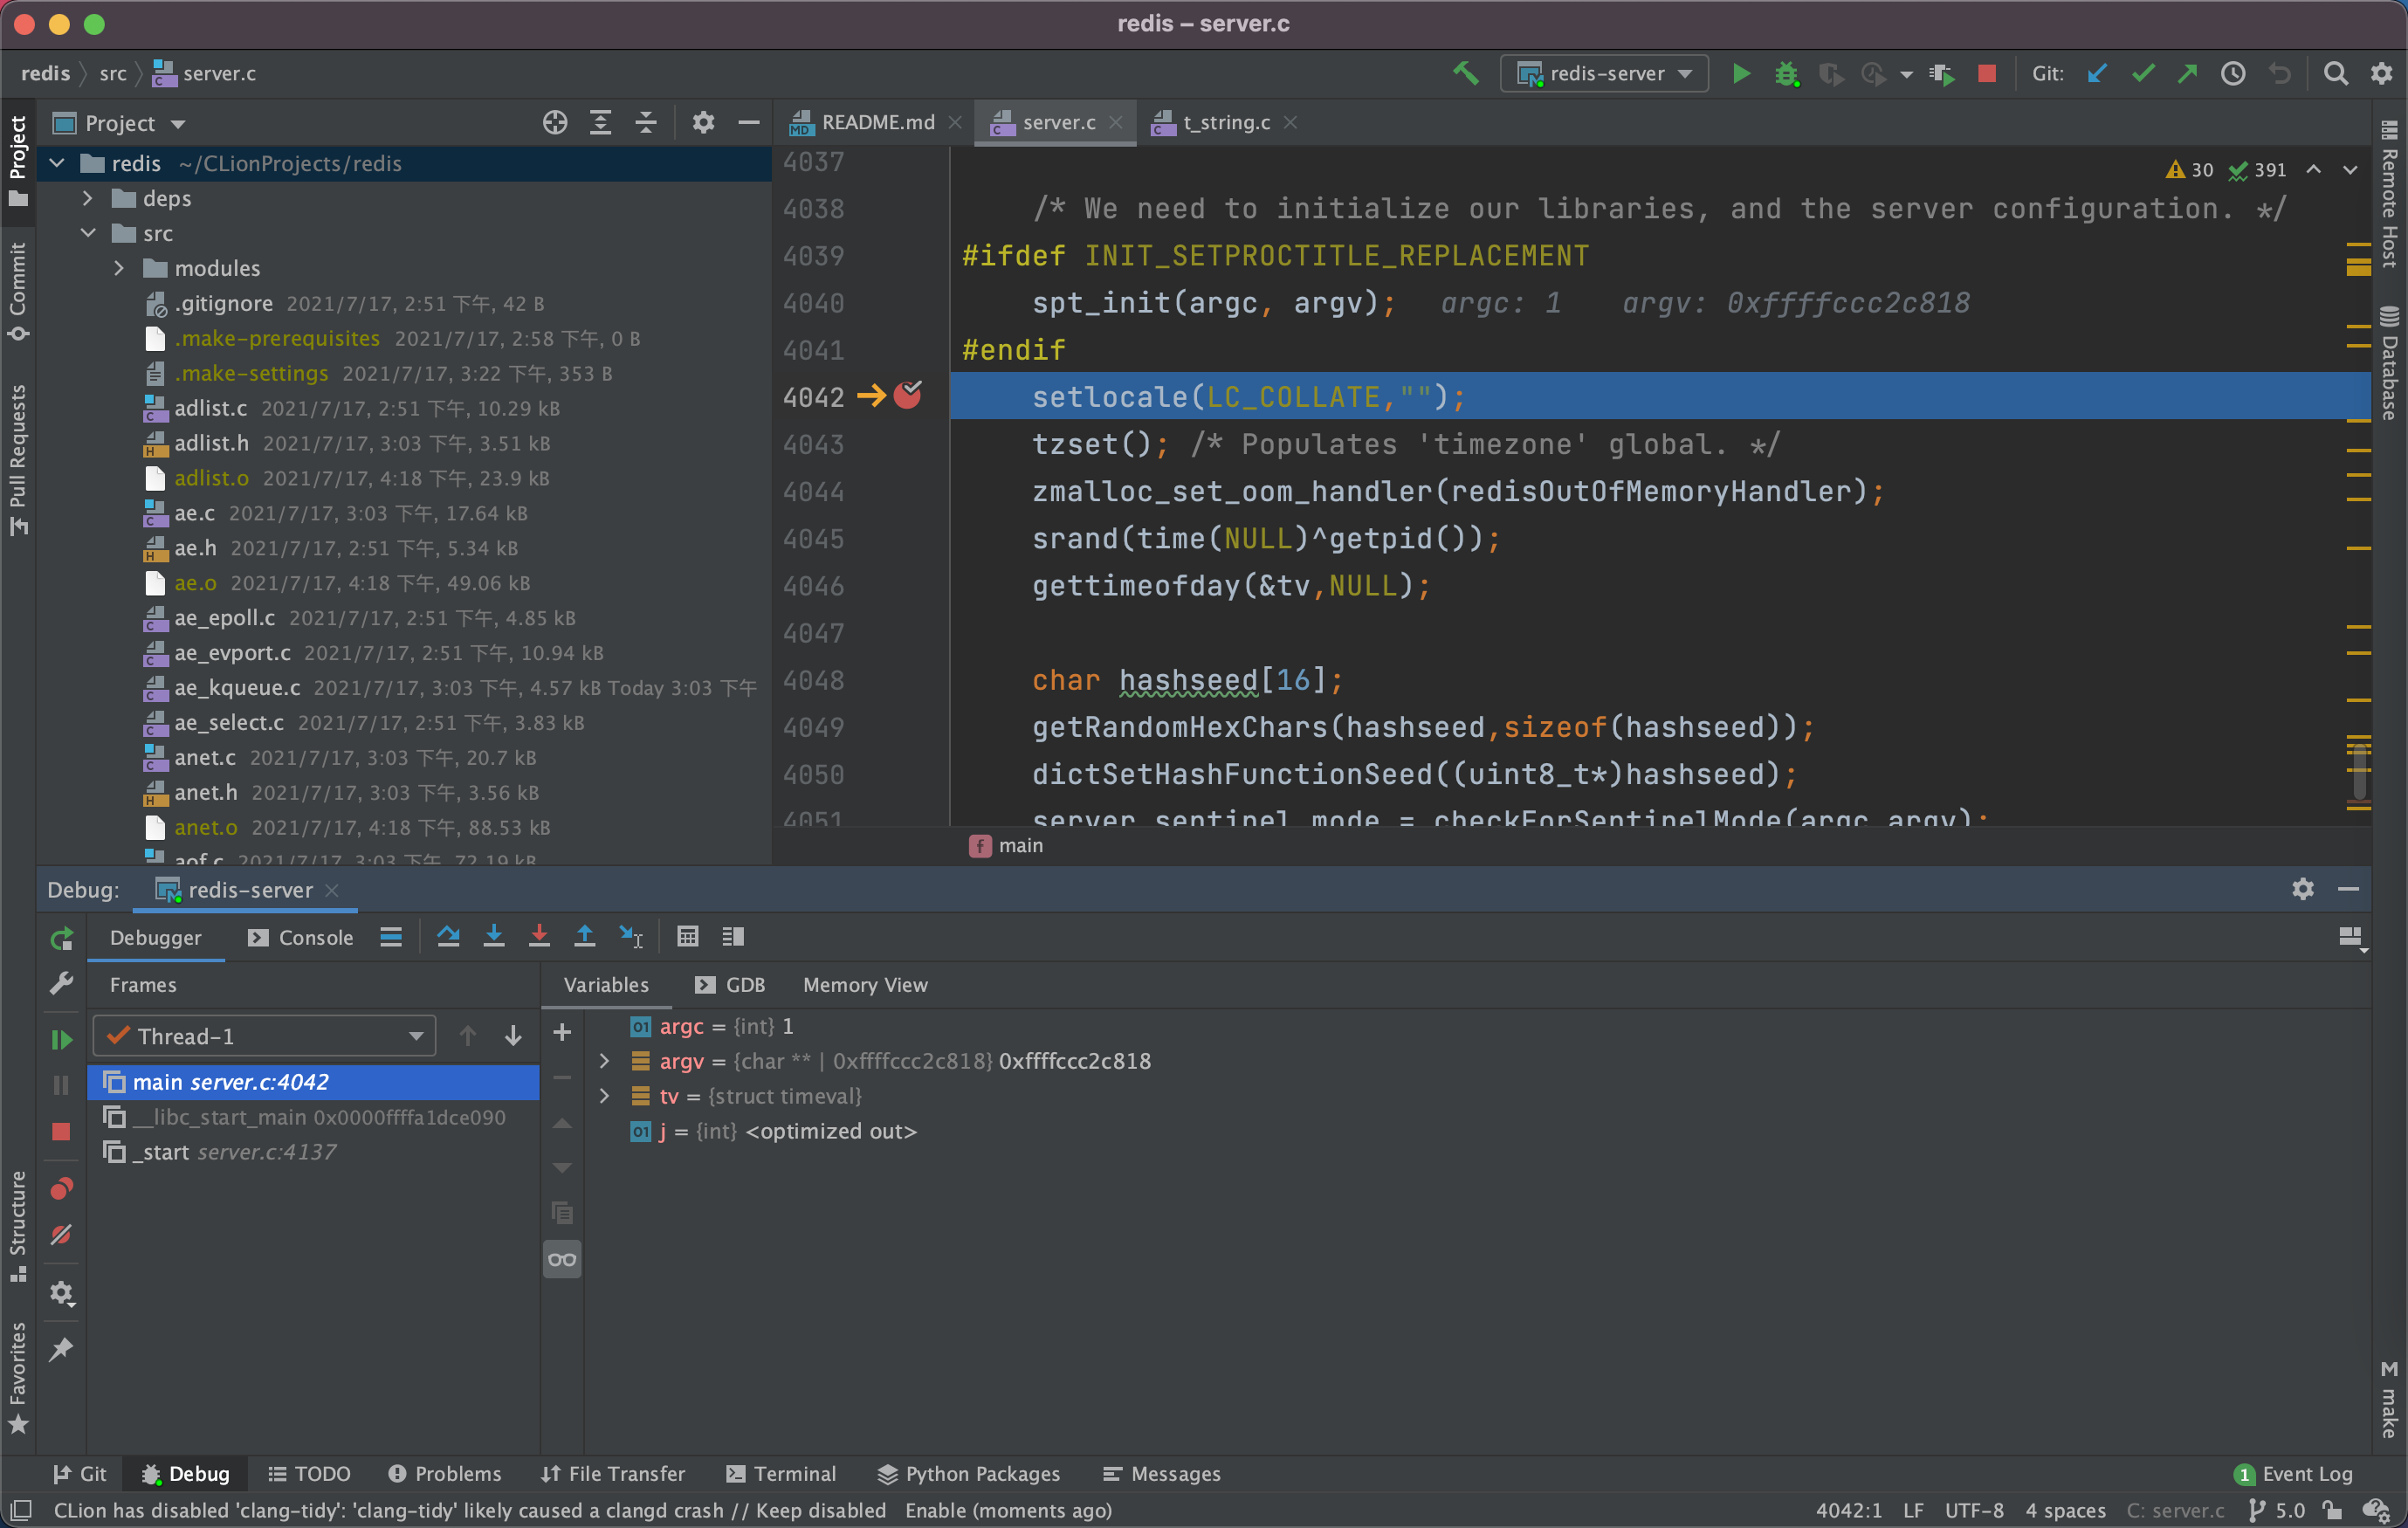 redis – server.c
redis src server.c
redis-server
Git:
Project
README.md
server.c
t_string.c
redis ~/CLionProjects/redis
deps
src
modules
.gitignore 2021/7/17, 2:51 下午, 42 B
.make-prerequisites 2021/7/17, 2:58 下午, 0 B
.make-settings 2021/7/17, 3:22 下午, 353 B
adlist.c 2021/7/17, 2:51 下午, 10.29 kB
adlist.h 2021/7/17, 3:03 下午, 3.51 kB
adlist.o 2021/7/17, 4:18 下午, 23.9 kB
ae.c 2021/7/17, 3:03 下午, 17.64 kB
ae.h 2021/7/17, 2:51 下午, 5.34 kB
ae.o 2021/7/17, 4:18 下午, 49.06 kB
ae_epoll.c 2021/7/17, 2:51 下午, 4.85 kB
ae_evport.c 2021/7/17, 2:51 下午, 10.94 kB
ae_kqueue.c 2021/7/17, 3:03 下午, 4.57 kB Today 3:03 下午
ae_select.c 2021/7/17, 2:51 下午, 3.83 kB
anet.c 2021/7/17, 3:03 下午, 20.7 kB
anet.h 2021/7/17, 3:03 下午, 3.56 kB
anet.o 2021/7/17, 4:18 下午, 88.53 kB
aof.c 2021/7/17, 3:03 下午, 72.19 kB
30 391
4037
4038 /* We need to initialize our libraries, and the server configuration. */
4039 #ifdef INIT_SETPROCTITLE_REPLACEMENT
4040 spt_init(argc, argv); argc: 1 argv: 0xffffccc2c818
4041 #endif
4042 setlocale(LC_COLLATE,"");
4043 tzset(); /* Populates 'timezone' global. */
4044 zmalloc_set_oom_handler(redisOutOfMemoryHandler);
4045 srand(time(NULL)^getpid());
4046 gettimeofday(&tv,NULL);
4047
4048 char hashseed[16];
4049 getRandomHexChars(hashseed,sizeof(hashseed));
4050 dictSetHashFunctionSeed((uint8_t*)hashseed);
4051 server.sentinel_mode = checkForSentinelMode(argc,argv);
f main
Project
Commit
Pull Requests
Structure
Favorites
Remote Host
Database
make
Debug: redis-server
Debugger Console
Frames
Variables GDB Memory View
Thread-1
main server.c:4042
__libc_start_main 0x0000ffffa1dce090
_start server.c:4137
argc = {int} 1
argv = {char ** | 0xffffccc2c818} 0xffffccc2c818
tv = {struct timeval}
j = {int} <optimized out>
Git Debug TODO Problems File Transfer Terminal Python Packages Messages
1 Event Log
CLion has disabled 'clang-tidy': 'clang-tidy' likely caused a clangd crash // Keep disabled Enable (moments ago)
4042:1 LF UTF-8 4 spaces C: server.c 5.0